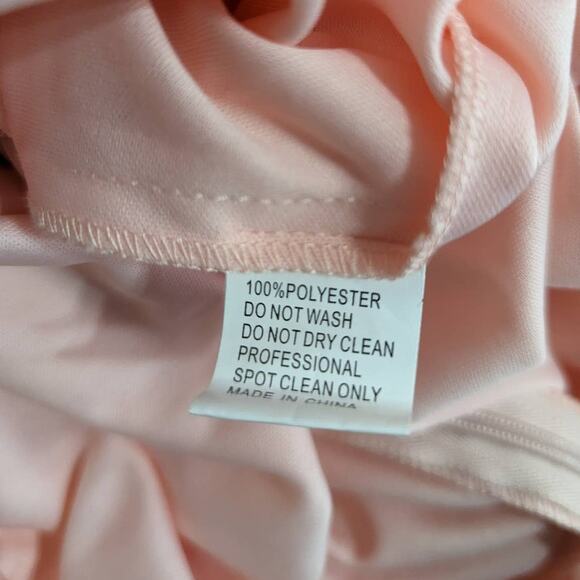 100%POLYESTER
DO NOT WASH
DO NOT DRY CLEAN
PROFESSIONAL
SPOT CLEAN ONLY
MADE IN CHINA